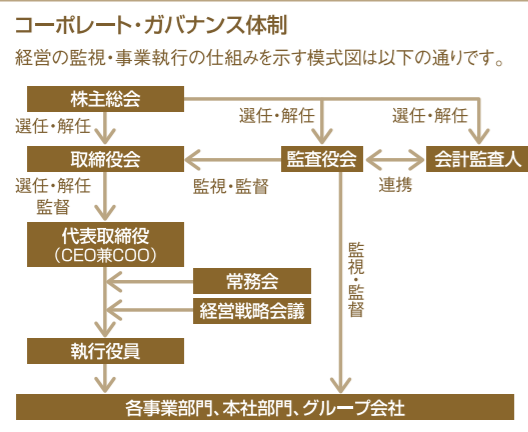 コーポレート・ガバナンス体制
経営の監視・事業執行の仕組みを示す模式図は以下の通りです。
株主総会
選任・解任
選任・解任
選任・解任
取締役会
監査役会
会計監査人
選任・解任
監督
監視・監督
連携
代表取締役
（CEO兼COO）
監視・監督
常務会
経営戦略会議
執行役員
各事業部門、本社部門、グループ会社